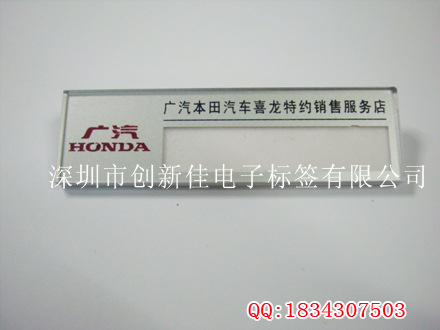 广汽本田汽车喜龙特约销售服务店
广汽
HONDA
深圳市创新佳电子标签有限公司
QQ:1834307503